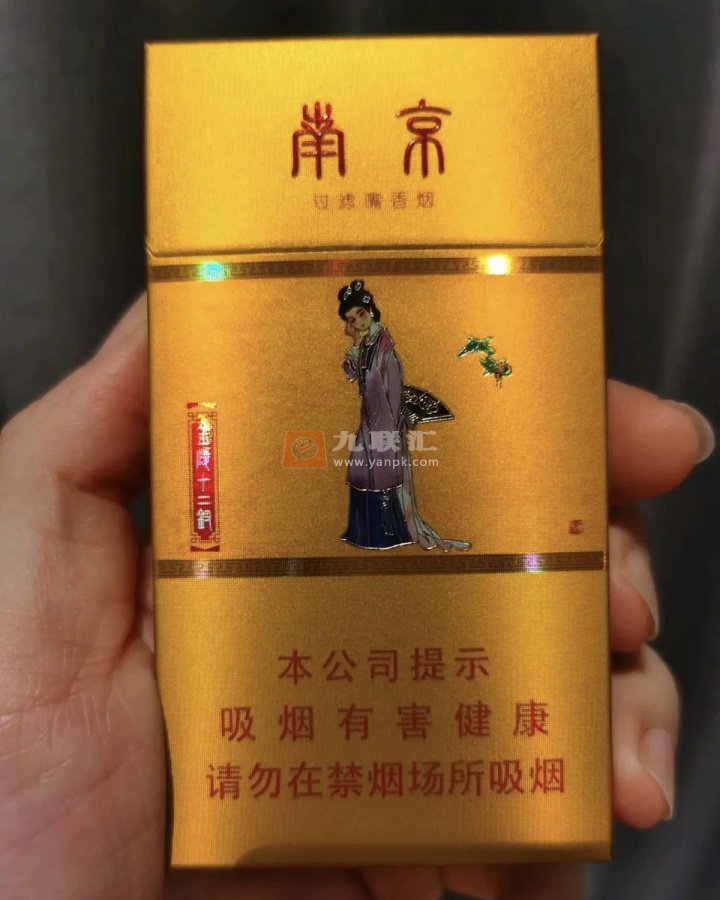 南京
过滤嘴香烟
金陵十二钗
九联汇
www.yanpk.com
本公司提示
吸烟有害健康
请勿在禁烟场所吸烟